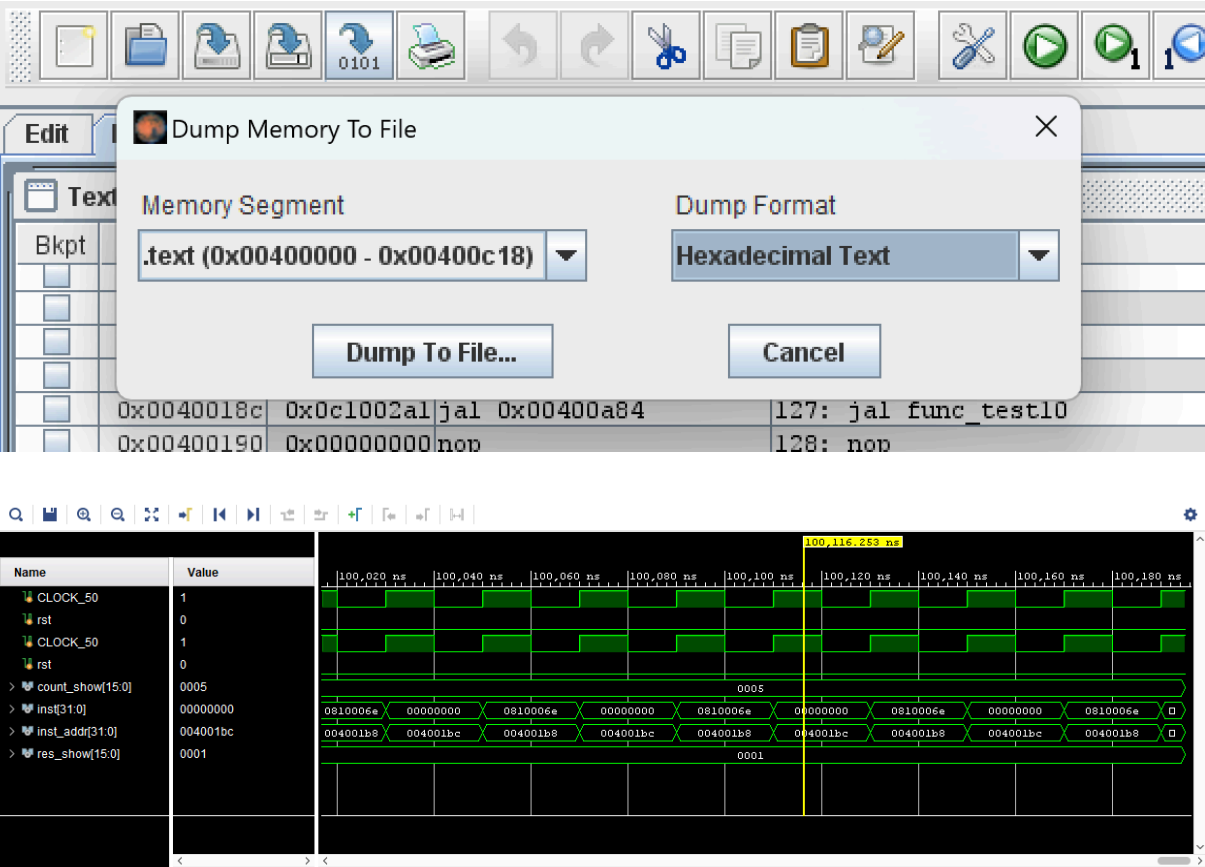 0101
1
1
Edit
Dump Memory To File
Text
Memory Segment
Dump Format
Bkpt
.text (0x00400000 - 0x00400c18)
Hexadecimal Text
Dump To File...
Cancel
0x0040018c 0x0c1002a1 jal 0x00400a84 127: jal func_test10
0x00400190 0x00000000 nop 128: nop
100,116.253 ns
Name Value
100,020 ns 100,040 ns 100,060 ns 100,080 ns 100,100 ns 100,120 ns 100,140 ns 100,160 ns 100,180 ns
CLOCK_50 1
rst 0
CLOCK_50 1
rst 0
count_show[15:0] 0005 0005
inst[31:0] 00000000 0810006e 00000000 0810006e 00000000 0810006e 00000000 0810006e 00000000 0810006e
inst_addr[31:0] 004001bc 004001b8 004001bc 004001b8 004001bc 004001b8 004001bc 004001b8 004001bc 004001b8
res_show[15:0] 0001 0001